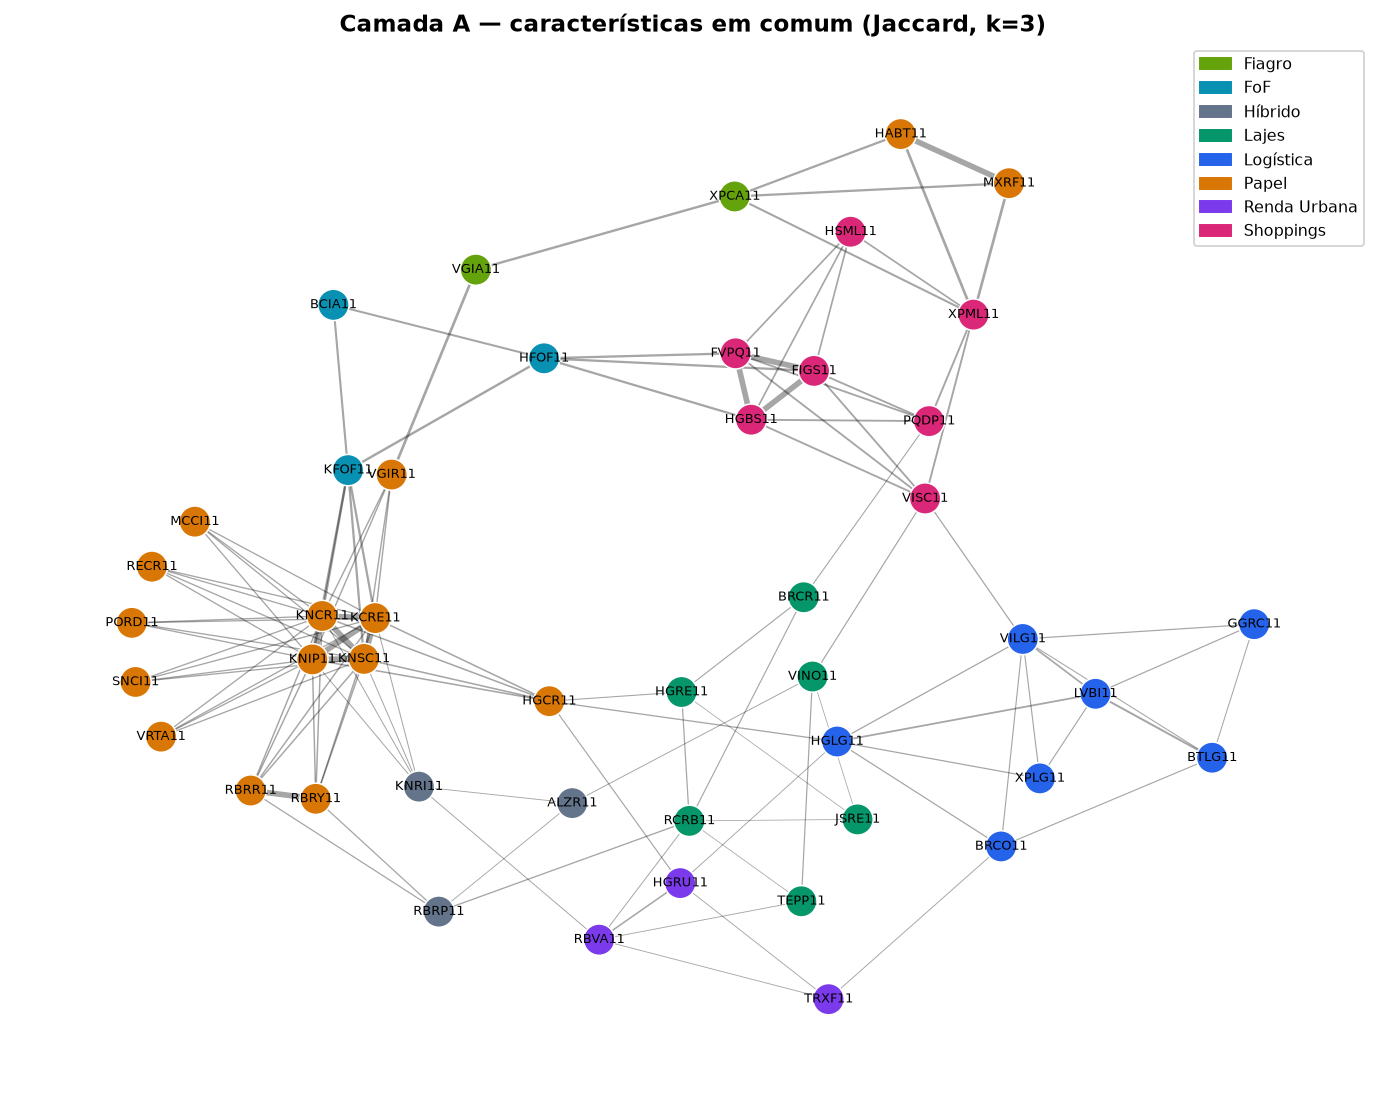 Camada A — características em comum (Jaccard, k=3)
Fiagro
FoF
Híbrido
Lajes
Logística
Papel
Renda Urbana
Shoppings
HABT11
MXRF11
XPCA11
HSML11
VGIA11
BCIA11
XPML11
FVPQ11
HFOF11
FIGS11
HGBS11
PQDP11
KFOF11
VGIR11
VISC11
MCCI11
RECR11
BRCR11
KNCR11
KCRE11
PORD11
GGRC11
VILG11
KNIP11
KNSC11
VINO11
SNCI11
HGRE11
LVBI11
HGCR11
VRTA11
HGLG11
BTLG11
XPLG11
KNRI11
RBRR11
RBRY11
ALZR11
RCRB11
JSRE11
BRCO11
HGRU11
TEPP11
RBRP11
RBVA11
TRXF11